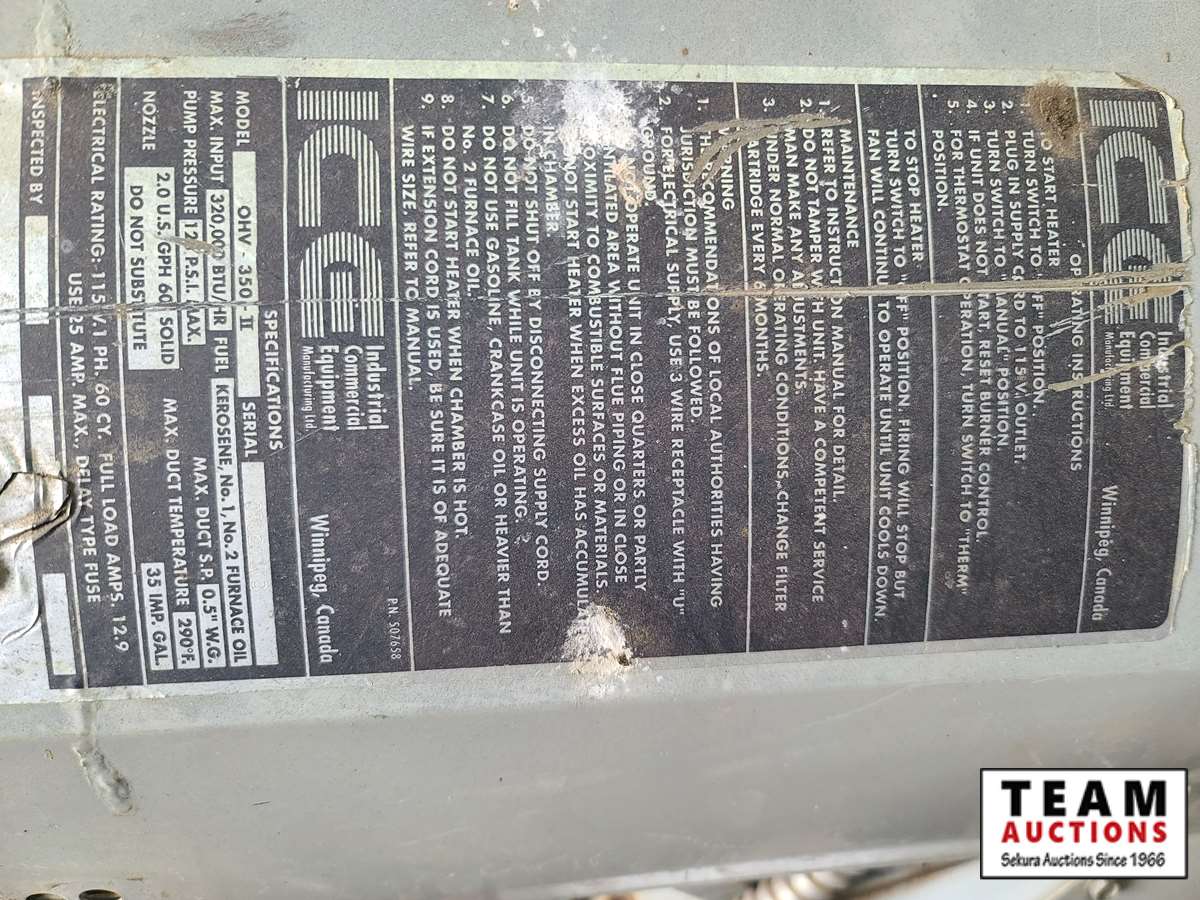 ICE
Industrial
Commercial
Equipment
Manufacturing Ltd.
Winnipeg, Canada
OPERATING INSTRUCTIONS
TO START HEATER
1. TURN SWITCH TO "OFF" POSITION.
2. PLUG IN SUPPLY CORD TO 115 V. OUTLET.
3. TURN SWITCH TO "MANUAL" POSITION.
4. IF UNIT DOES NOT START, RESET BURNER CONTROL.
5. FOR THERMOSTAT OPERATION, TURN SWITCH TO "THERM"
POSITION.
TO STOP HEATER
TURN SWITCH TO "OFF" POSITION. FIRING WILL STOP BUT
FAN WILL CONTINUE TO OPERATE UNTIL UNIT COOLS DOWN.
MAINTENANCE
1. REFER TO INSTRUCTION MANUAL FOR DETAIL.
2. DO NOT TAMPER WITH UNIT. HAVE A COMPETENT SERVICE
MAN MAKE ANY ADJUSTMENTS.
3. UNDER NORMAL OPERATING CONDITIONS, CHANGE FILTER
CARTRIDGE EVERY 6 MONTHS.
WARNING
1. THE RECOMMENDATIONS OF LOCAL AUTHORITIES HAVING
JURISDICTION MUST BE FOLLOWED.
2. FOR ELECTRICAL SUPPLY, USE 3 WIRE RECEPTACLE WITH "U"
GROUND.
OPERATE UNIT IN CLOSE QUARTERS OR PARTLY
VENTILATED AREA WITHOUT FLUE PIPING OR IN CLOSE
PROXIMITY TO COMBUSTIBLE SURFACES OR MATERIALS.
NOT START HEATER WHEN EXCESS OIL HAS ACCUMUL
IN CHAMBER.
5. DO NOT SHUT OFF BY DISCONNECTING SUPPLY CORD.
6. DO NOT FILL TANK WHILE UNIT IS OPERATING.
7. DO NOT USE GASOLINE, CRANKCASE OIL OR HEAVIER THAN
No. 2 FURNACE OIL.
8. DO NOT START HEATER WHEN CHAMBER IS HOT.
9. IF EXTENSION CORD IS USED, BE SURE IT IS OF ADEQUATE
WIRE SIZE, REFER TO MANUAL.
P.N. 507658
ICE
Industrial
Commercial
Equipment
Manufacturing Ltd.
Winnipeg, Canada
SPECIFICATIONS
MODEL OHV - 350 - II SERIAL
MAX. INPUT 320,000 BTU/HR FUEL KEROSENE, No. 1, No. 2 FURNACE OIL
PUMP PRESSURE P.S.I. MAX. MAX. DUCT S.P. 0.5" W.G.
NOZZLE 2.0 U.S. GPH 60° SOLID MAX. DUCT TEMPERATURE 290°F.
DO NOT SUBSTITUTE 35 IMP. GAL.
ELECTRICAL RATING:- 115 V. 1 PH. 60 CY. FULL LOAD AMPS. 12.9
USE 25 AMP. MAX., DELAY TYPE FUSE
INSPECTED BY
TEAM
AUCTIONS
Sekura Auctions Since 1966